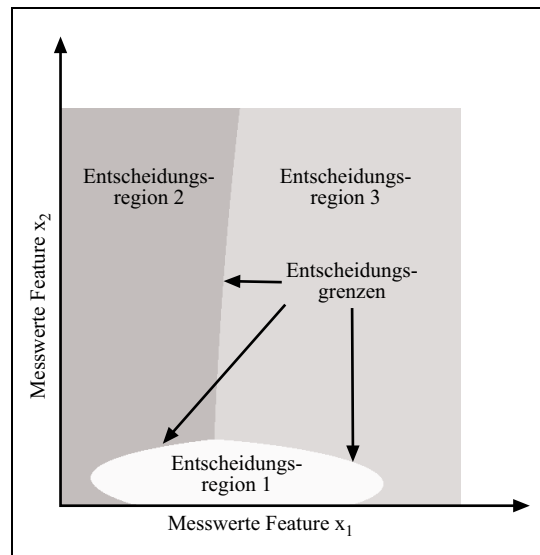 Entscheidungs-
region 2
Entscheidungs-
region 3
Entscheidungs-
grenzen
Entscheidungs-
region 1
Messwerte Feature x₂
Messwerte Feature x₁